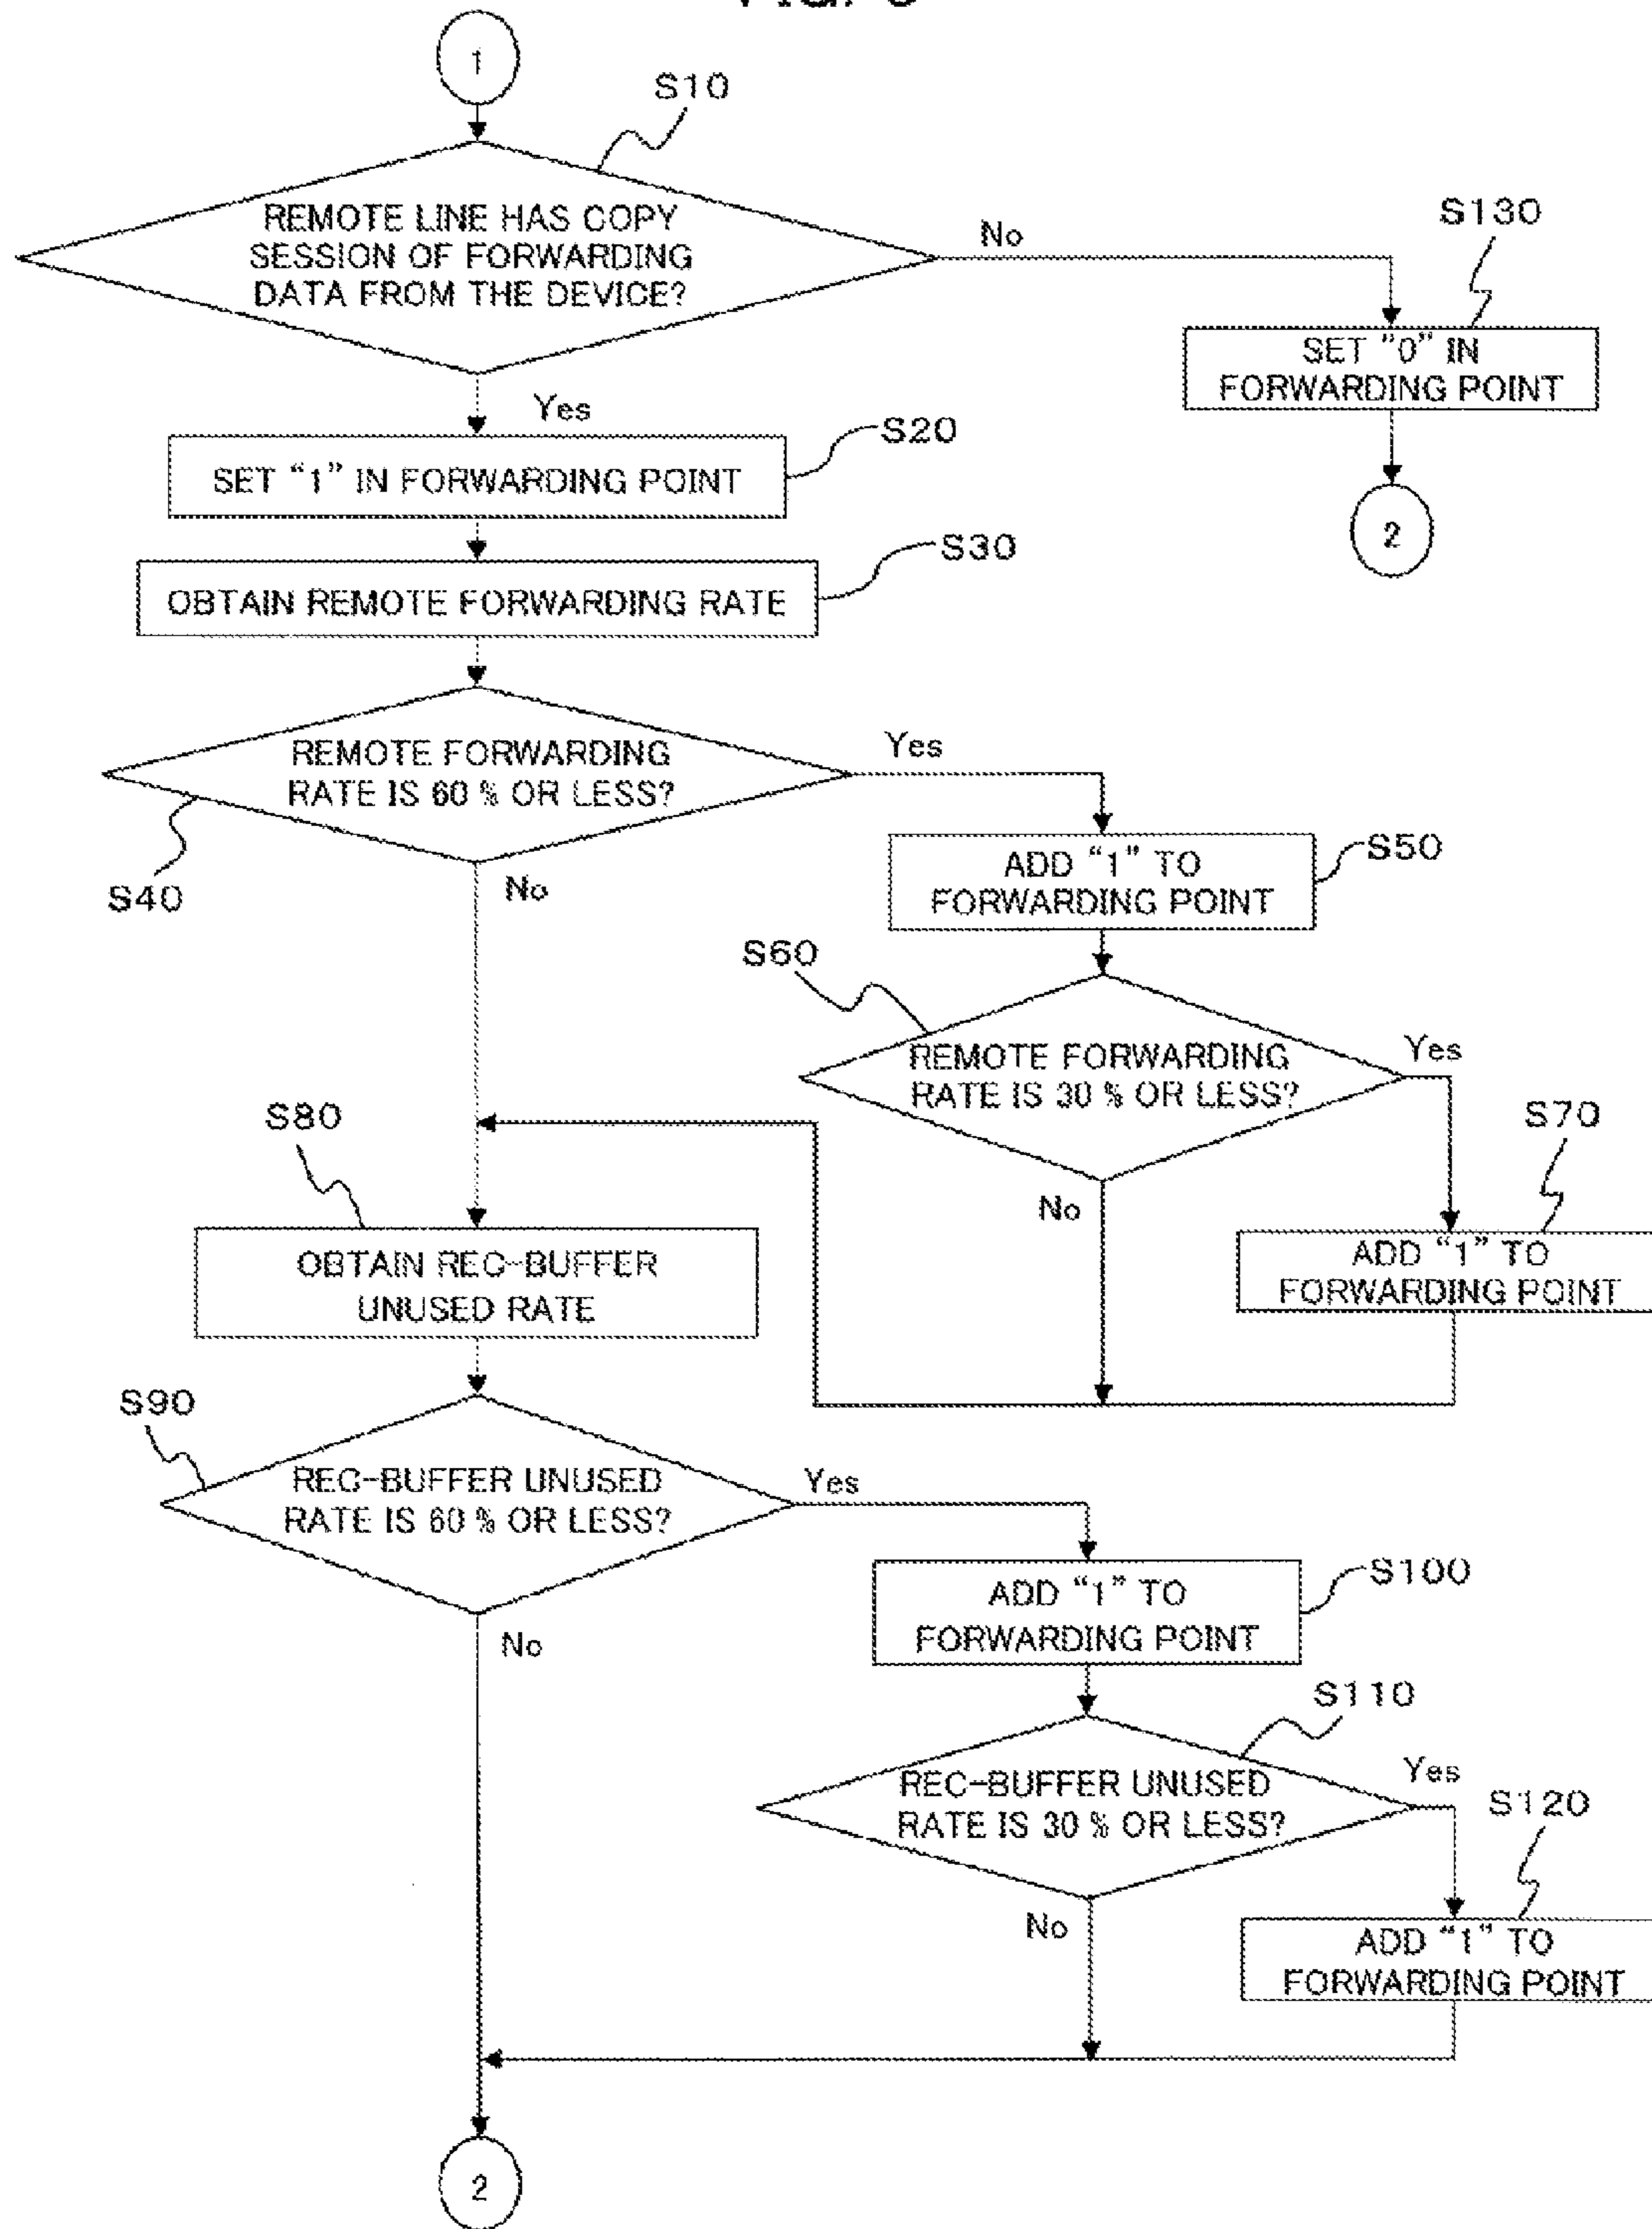 1
S10
REMOTE LINE HAS COPY
SESSION OF FORWARDING
DATA FROM THE DEVICE?
No
S130
SET "0" IN
FORWARDING POINT
2
Yes
S20
SET "1" IN FORWARDING POINT
S30
OBTAIN REMOTE FORWARDING RATE
REMOTE FORWARDING
RATE IS 60 % OR LESS?
Yes
S40
No
ADD "1" TO
FORWARDING POINT
S50
S60
REMOTE FORWARDING
RATE IS 30 % OR LESS?
Yes
No
S70
ADD "1" TO
FORWARDING POINT
S80
OBTAIN REC-BUFFER
UNUSED RATE
S90
REC-BUFFER UNUSED
RATE IS 60 % OR LESS?
Yes
No
ADD "1" TO
FORWARDING POINT
S100
S110
REC-BUFFER UNUSED
RATE IS 30 % OR LESS?
Yes
No
S120
ADD "1" TO
FORWARDING POINT
2